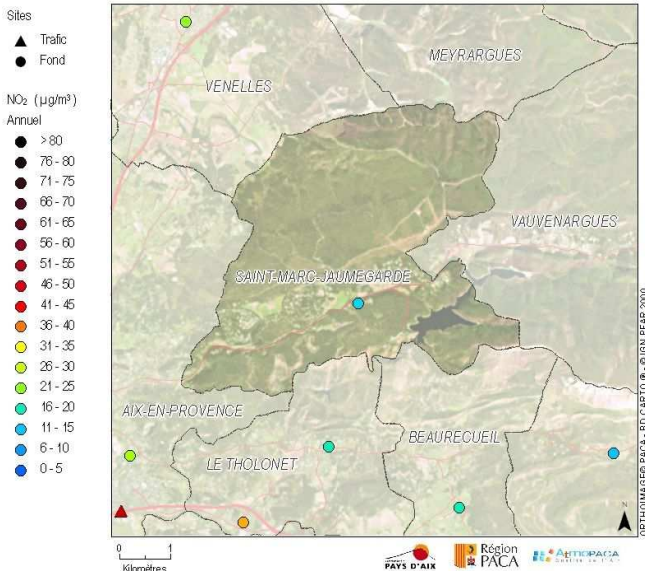 Sites
Trafic
Fond
NO₂ (µg/m³)
Annuel
> 80
76 - 80
71 - 75
66 - 70
61 - 65
56 - 60
51 - 55
46 - 50
41 - 45
36 - 40
31 - 35
26 - 30
21 - 25
16 - 20
11 - 15
6 - 10
0 - 5
MEYRARGUES
VENELLES
VAUVENARGUES
SAINT-MARC-JAUMEGARDE
AIX-EN-PROVENCE
BEAURECUEIL
LE THOLONET
ORTHOIMAGE© PACA - BD CARTO ® - © IGN PFAR 2009
N
0 1
Kilomètres
PAYS D'AIX
Région
PACA